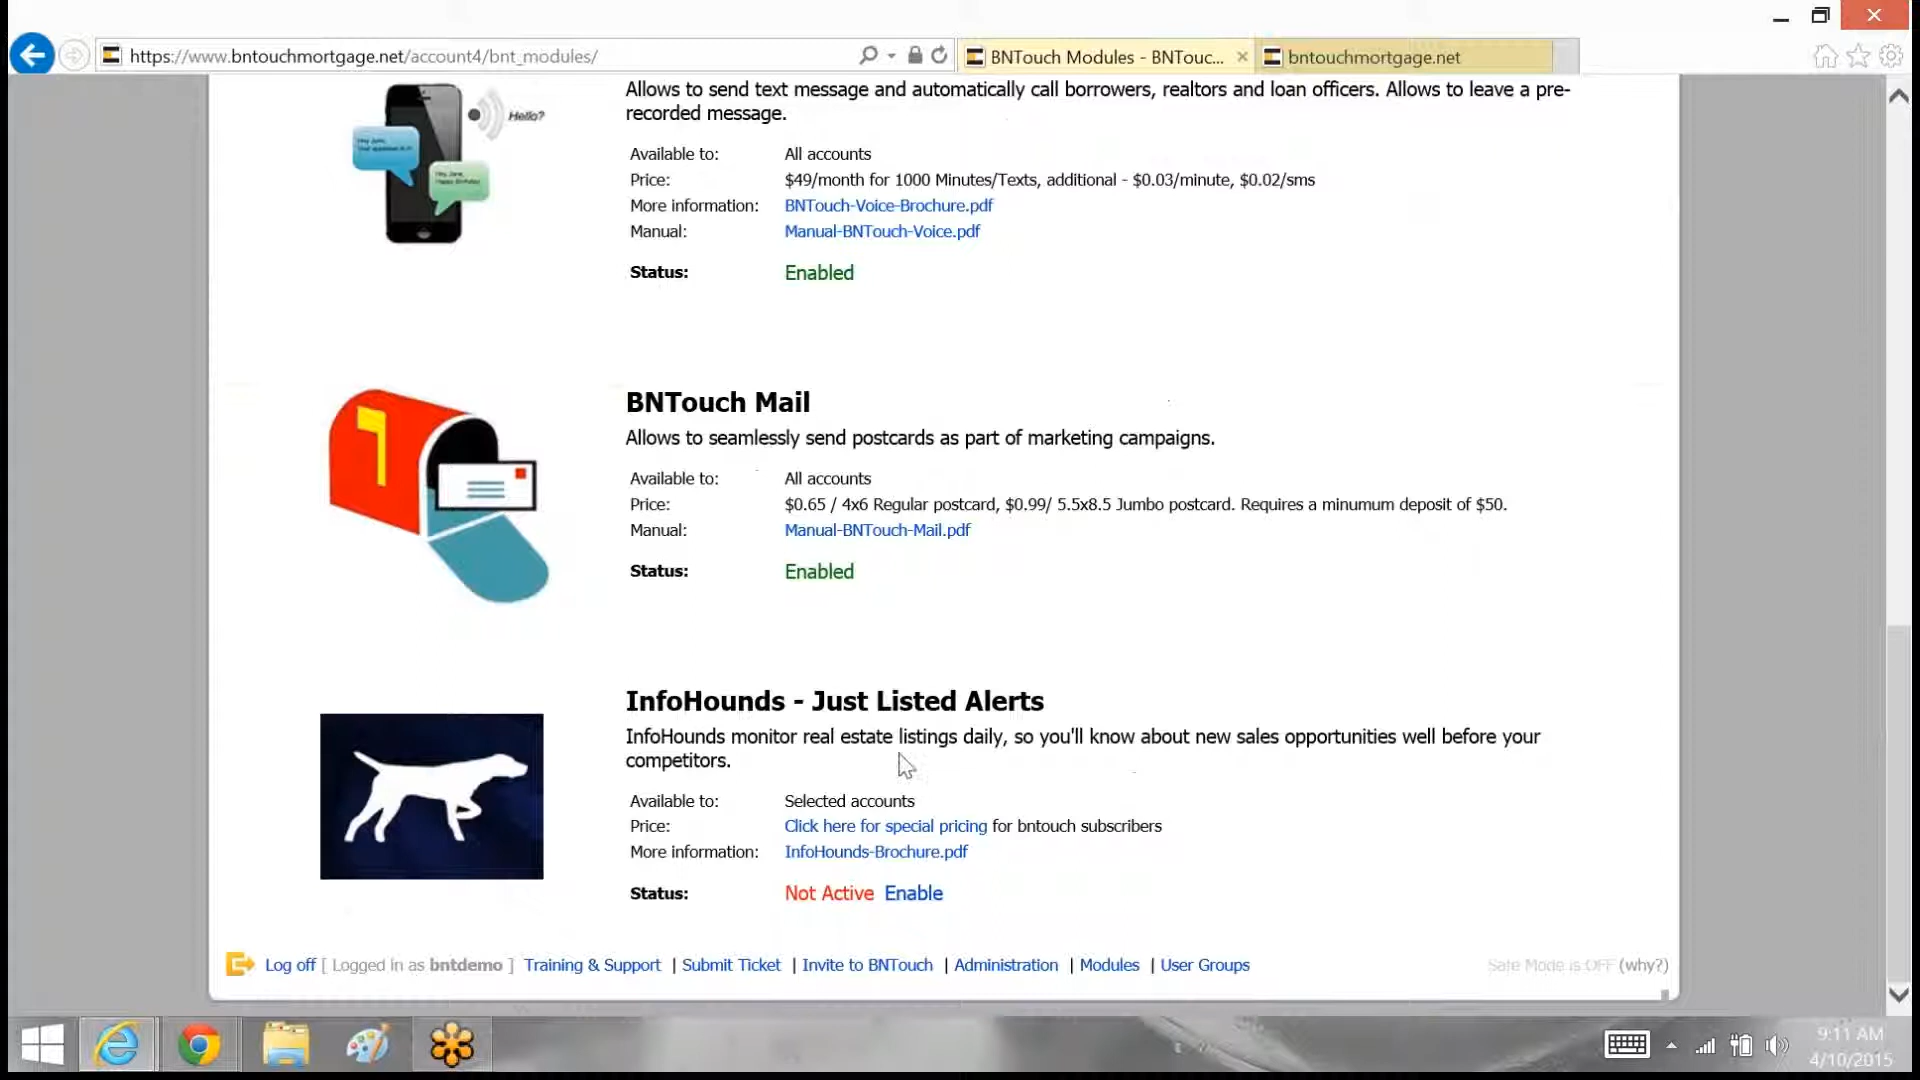 https://www.bntouchmortgage.net/account4/bnt_modules/
BNTouch Modules - BNTouc...
bntouchmortgage.net
Hello?
Allows to send text message and automatically call borrowers, realtors and loan officers. Allows to leave a pre-
recorded message.
Available to: All accounts
Price: $49/month for 1000 Minutes/Texts, additional - $0.03/minute, $0.02/sms
More information: BNTouch-Voice-Brochure.pdf
Manual: Manual-BNTouch-Voice.pdf
Status: Enabled
BNTouch Mail
Allows to seamlessly send postcards as part of marketing campaigns.
Available to: All accounts
Price: $0.65 / 4x6 Regular postcard, $0.99/ 5.5x8.5 Jumbo postcard. Requires a minumum deposit of $50.
Manual: Manual-BNTouch-Mail.pdf
Status: Enabled
InfoHounds - Just Listed Alerts
InfoHounds monitor real estate listings daily, so you'll know about new sales opportunities well before your
competitors.
Available to: Selected accounts
Price: Click here for special pricing for bntouch subscribers
More information: InfoHounds-Brochure.pdf
Status: Not Active Enable
Log off [ Logged in as bntdemo ] Training & Support | Submit Ticket | Invite to BNTouch | Administration | Modules | User Groups
Safe Mode is OFF (why?)
9:11 AM
4/10/2015